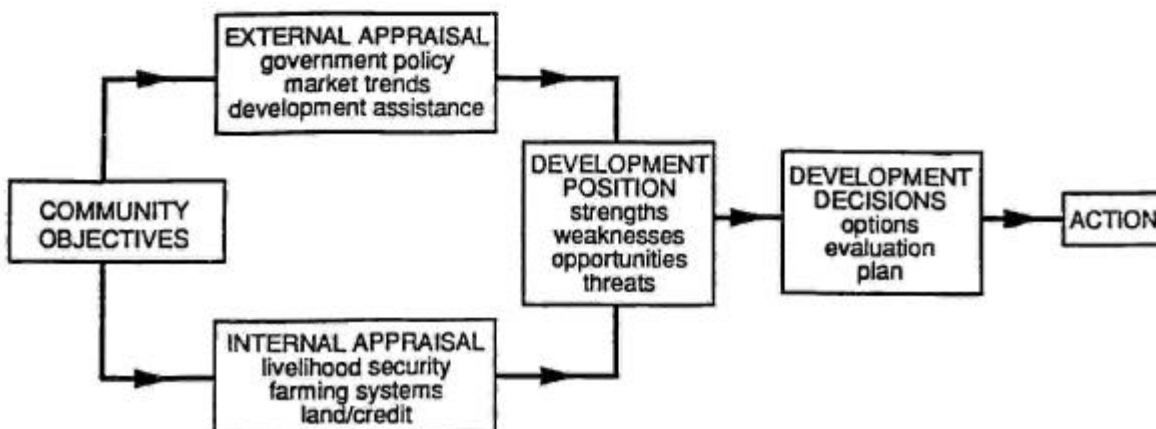 EXTERNAL APPRAISAL
government policy
market trends
development assistance
COMMUNITY
OBJECTIVES
DEVELOPMENT
POSITION
strengths
weaknesses
opportunities
threats
DEVELOPMENT
DECISIONS
options
evaluation
plan
ACTION
INTERNAL APPRAISAL
livelihood security
farming systems
land/credit